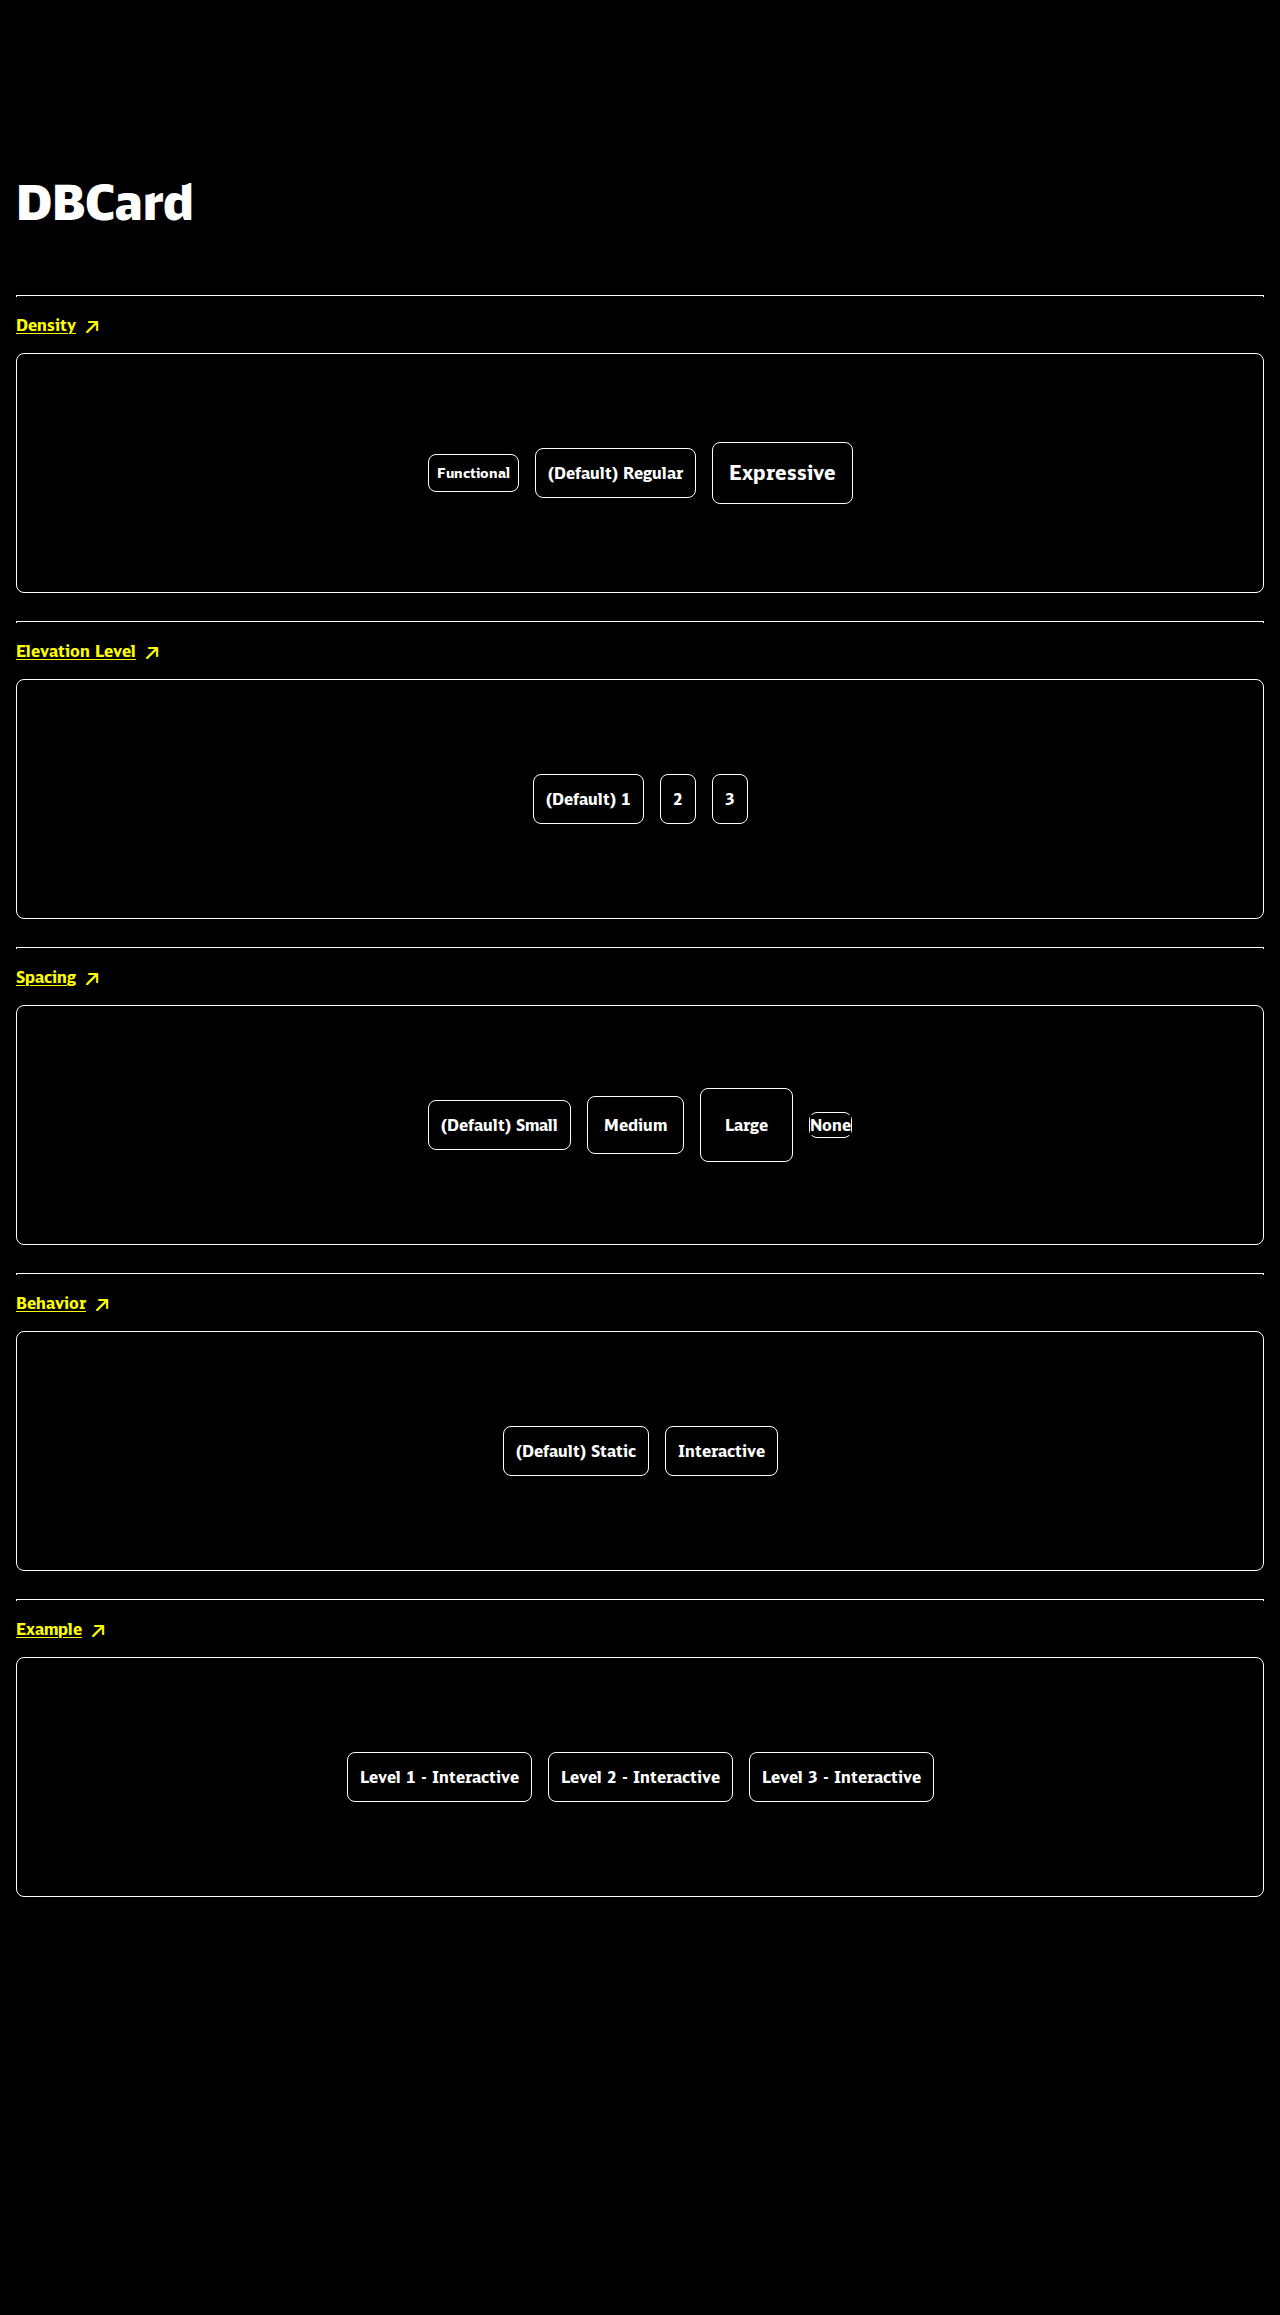 DBCard
Density
Functional (Default) Regular Expressive
Elevation Level
(Default) 1 2 3
Spacing
(Default) Small Medium Large None
Behavior
(Default) Static Interactive
Example
Level 1 - Interactive Level 2 - Interactive Level 3 - Interactive